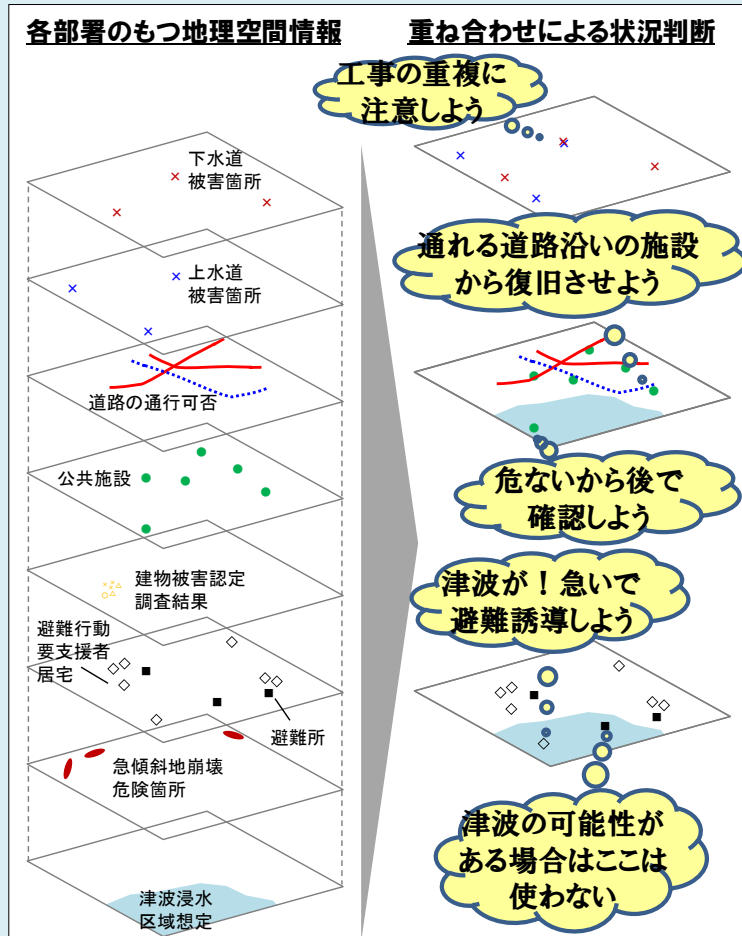 各部署のもつ地理空間情報
下水道
被害箇所
上水道
被害箇所
道路の通行可否
公共施設
建物被害認定
調査結果
避難行動
要支援者
居宅
避難所
急傾斜地崩壊
危険箇所
津波浸水
区域想定
重ね合わせによる状況判断
工事の重複に
注意しよう
通れる道路沿いの施設
から復旧させよう
危ないから後で
確認しよう
津波が！急いで
避難誘導しよう
津波の可能性が
ある場合はここは
使わない